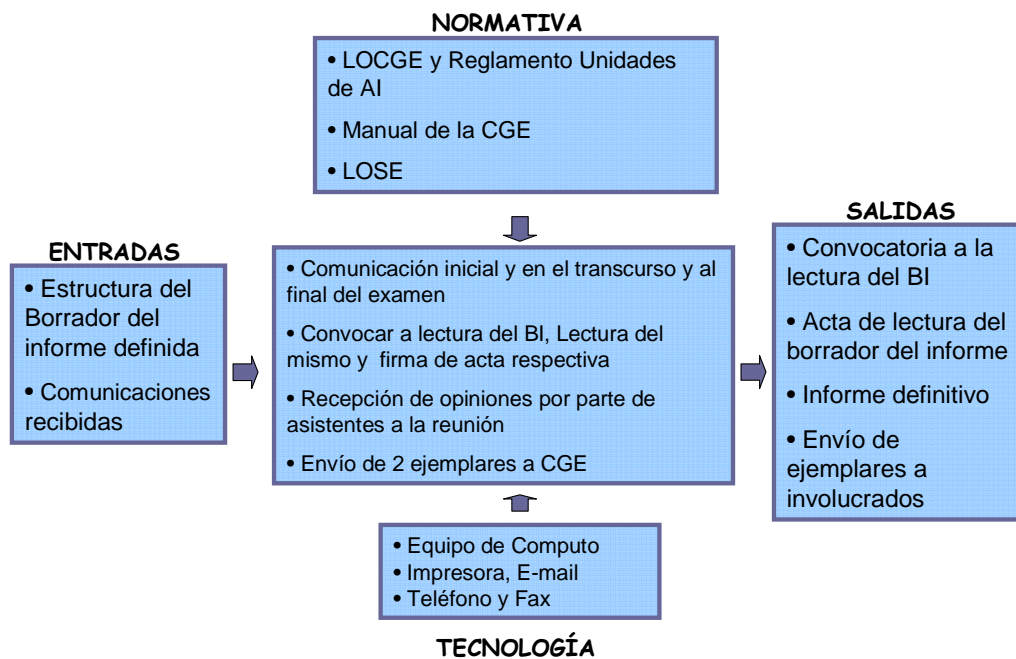 NORMATIVA
• LOCGE y Reglamento Unidades
de AI
• Manual de la CGE
• LOSE
ENTRADAS
• Estructura del
Borrador del
informe definida
• Comunicaciones
recibidas
• Comunicación inicial y en el transcurso y al
final del examen
• Convocar a lectura del BI, Lectura del
mismo y firma de acta respectiva
• Recepción de opiniones por parte de
asistentes a la reunión
• Envío de 2 ejemplares a CGE
SALIDAS
• Convocatoria a la
lectura del BI
• Acta de lectura del
borrador del informe
• Informe definitivo
• Envío de
ejemplares a
involucrados
• Equipo de Computo
• Impresora, E-mail
• Teléfono y Fax
TECNOLOGÍA